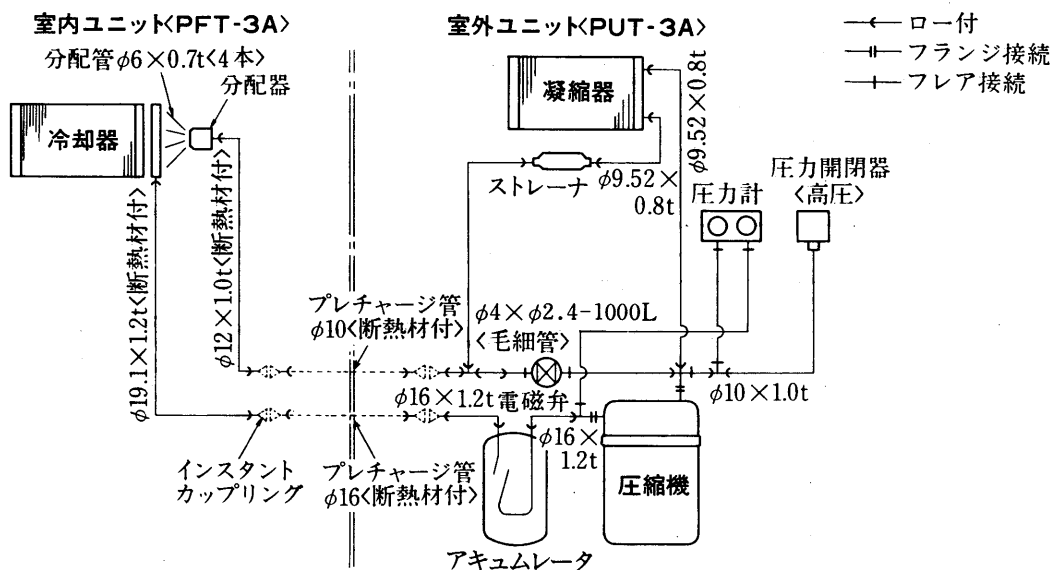 室内ユニット<PFT-3A>
分配管φ6×0.7t<4本>
分配器
冷却器
φ19.1×1.2t<断熱材付>
φ12×1.0t<断熱材付>
インスタント
カップリング
プレチャージ管
φ10<断熱材付>
プレチャージ管
φ16<断熱材付>
室外ユニット<PUT-3A>
凝縮器
ストレーナ
φ9.52×
0.8t
φ9.52×0.8t
圧力計
圧力開閉器
<高圧>
φ4×φ2.4-1000L
<毛細管>
φ16×1.2t
電磁弁
φ10×1.0t
φ16×
1.2t
圧縮機
アキュムレータ
ロー付
フランジ接続
フレア接続